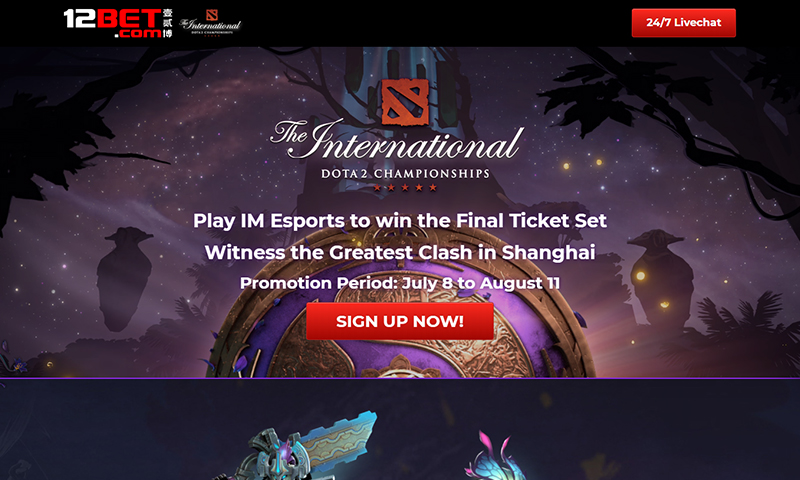 12BET
.com
壹貳博
The International
DOTA 2 CHAMPIONSHIPS
24/7 Livechat
The International
DOTA 2 CHAMPIONSHIPS
Play IM Esports to win the Final Ticket Set
Witness the Greatest Clash in Shanghai
Promotion Period: July 8 to August 11
SIGN UP NOW!